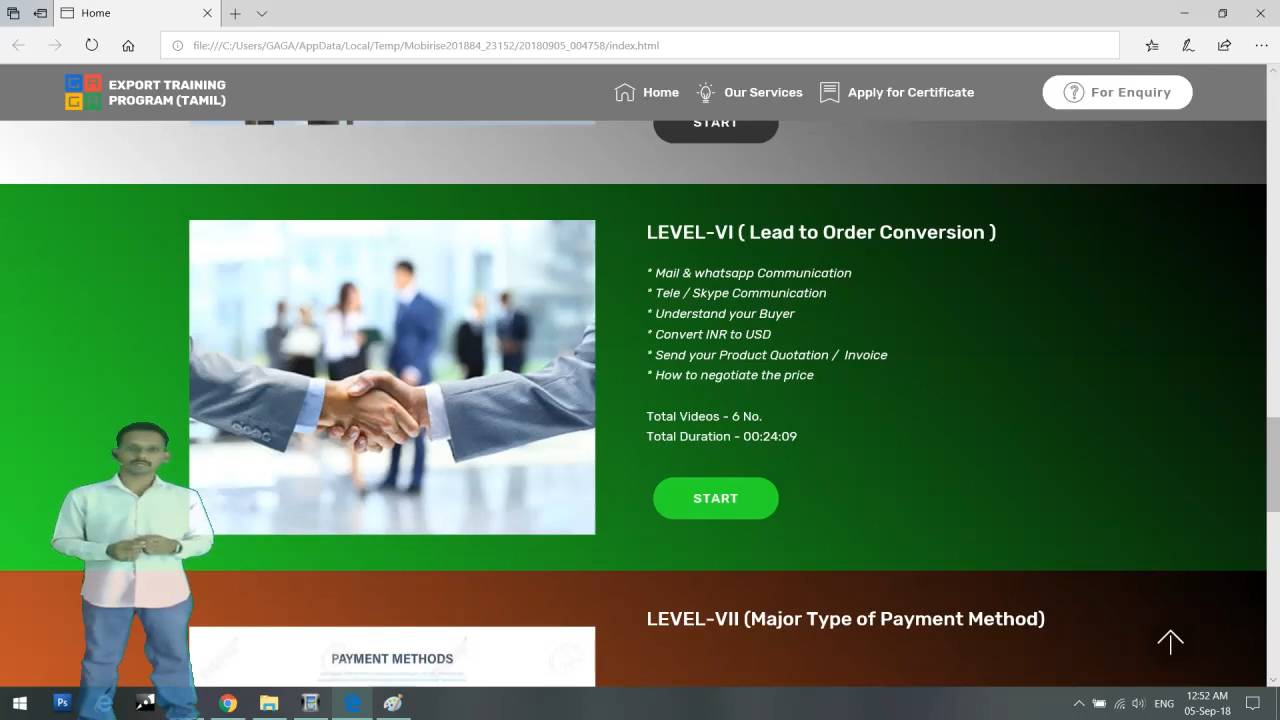 Home
file:///C:/Users/GAGA/AppData/Local/Temp/Mobirise201884_23152/20180905_004758/index.html
GAGA
EXPORT TRAINING
PROGRAM (TAMIL)
Home
Our Services
Apply for Certificate
For Enquiry
START
LEVEL-VI ( Lead to Order Conversion )
* Mail & whatsapp Communication
* Tele / Skype Communication
* Understand your Buyer
* Convert INR to USD
* Send your Product Quotation / Invoice
* How to negotiate the price
Total Videos - 6 No.
Total Duration - 00:24:09
START
LEVEL-VII (Major Type of Payment Method)
PAYMENT METHODS
Ps
ENG
12:52 AM
05-Sep-18